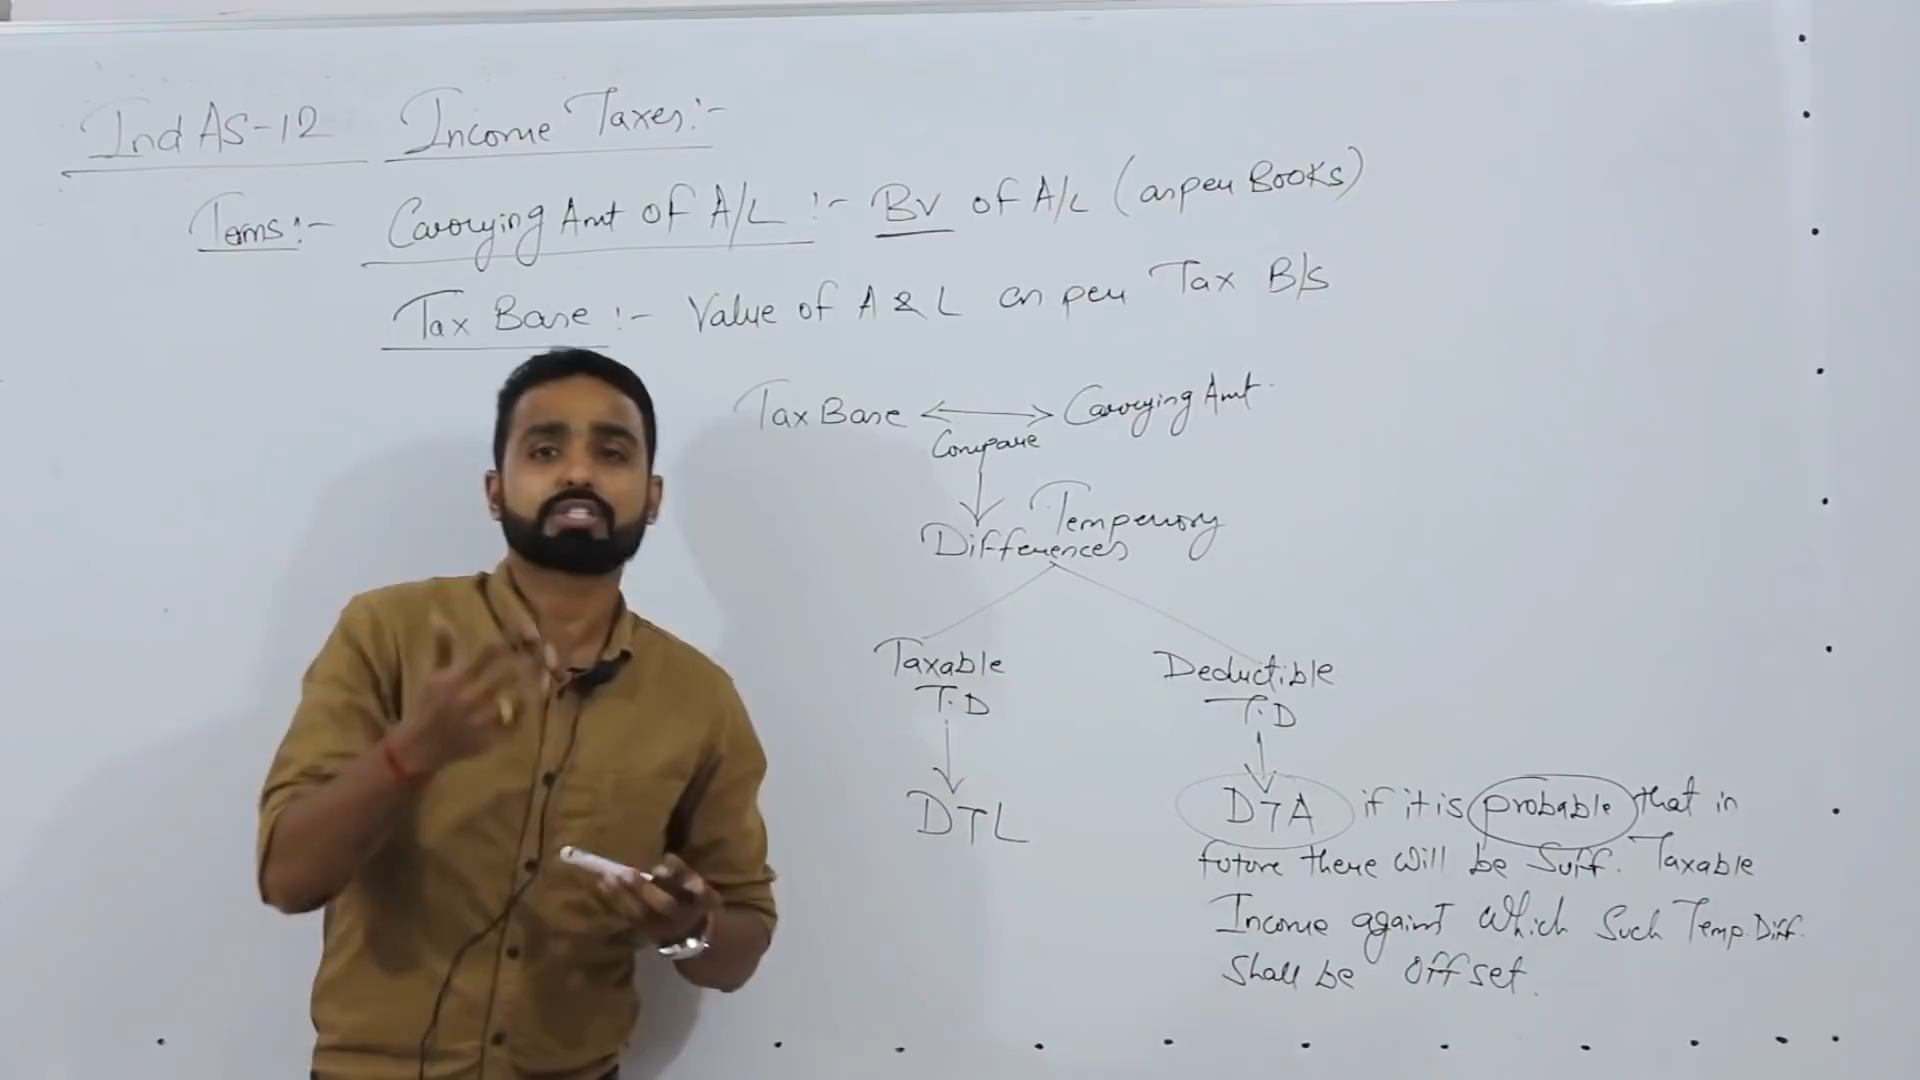 Ind AS-12 Income Taxes:-
Tems:- Carrying Amt of A/L :- BV of A/L (as per Books)
Tax Base :- Value of A & L as per Tax B/S
Tax Base Carrying Amt.
Compare
Temperory
Differences
Taxable Deductible
T.D T.D
DTL DTA if it is probable that in
future there will be Suff. Taxable
Income against which Such Temp. Diff.
Shall be offset.